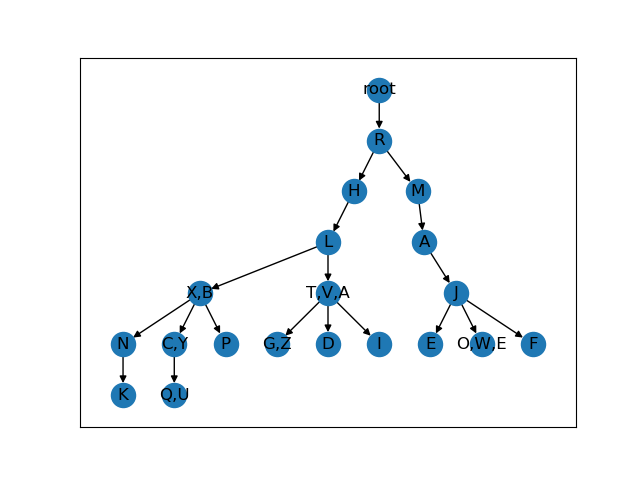 root
R
H M
L A
X,B T,V,A J
N C,Y P G,Z D I E O,W,E F
K Q,U